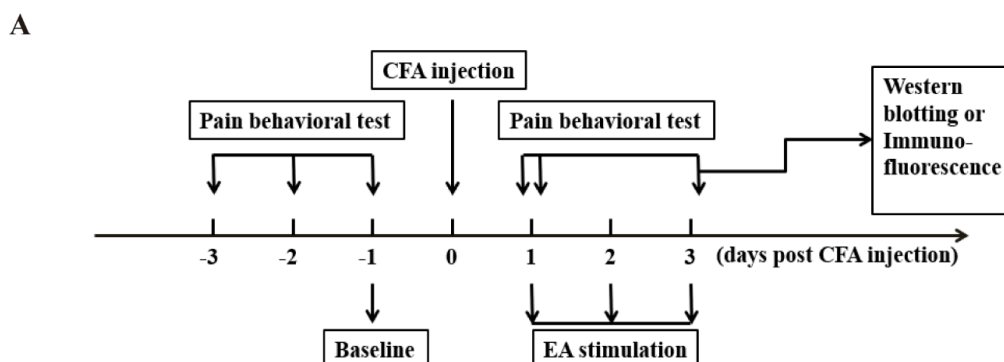 A
CFA injection
Pain behavioral test
Pain behavioral test
Western
blotting or
Immuno-
fluorescence
-3 -2 -1 0 1 2 3 (days post CFA injection)
Baseline
EA stimulation